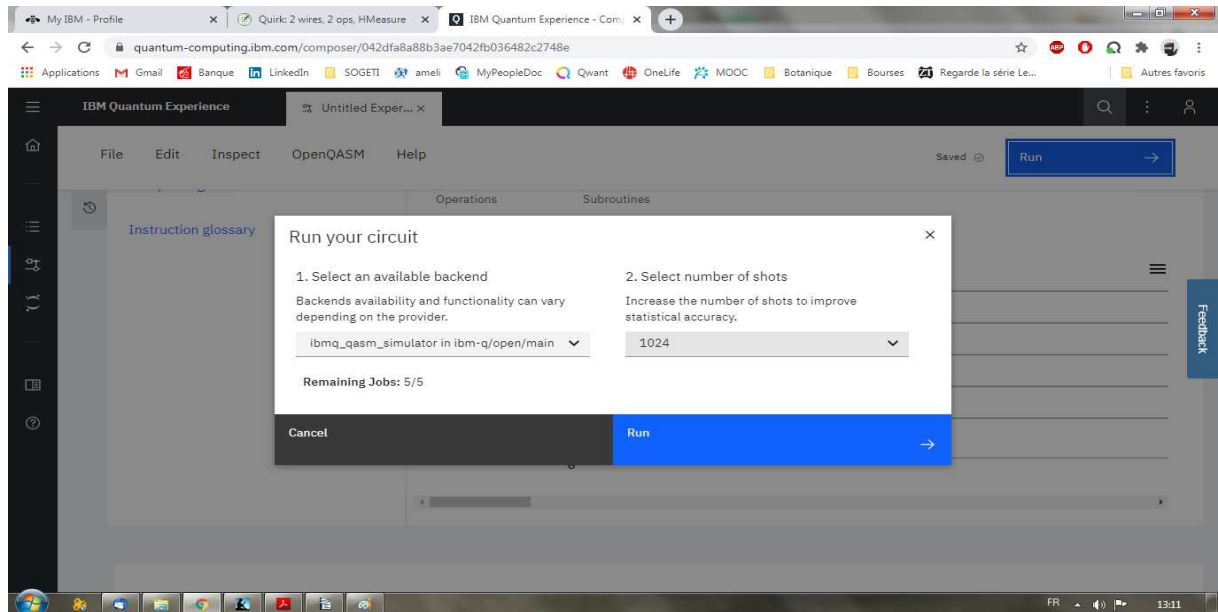 My IBM - Profile
Quirk: 2 wires, 2 ops, HMeasure
IBM Quantum Experience - Com
quantum-computing.ibm.com/composer/042dfa8a88b3ae7042fb036482c2748e
Applications
Gmail
Banque
LinkedIn
SOGETI
ameli
MyPeopleDoc
Qwant
OneLife
MOOC
Botanique
Bourses
Regarde la série Le...
Autres favoris
IBM Quantum Experience
Untitled Exper...
File
Edit
Inspect
OpenQASM
Help
Saved
Run
Operations
Subroutines
Instruction glossary
Run your circuit
1. Select an available backend
Backends availability and functionality can vary
depending on the provider.
ibmq_qasm_simulator in ibm-q/open/main
Remaining Jobs: 5/5
2. Select number of shots
Increase the number of shots to improve
statistical accuracy.
1024
Cancel
Run
Feedback
FR
13:11